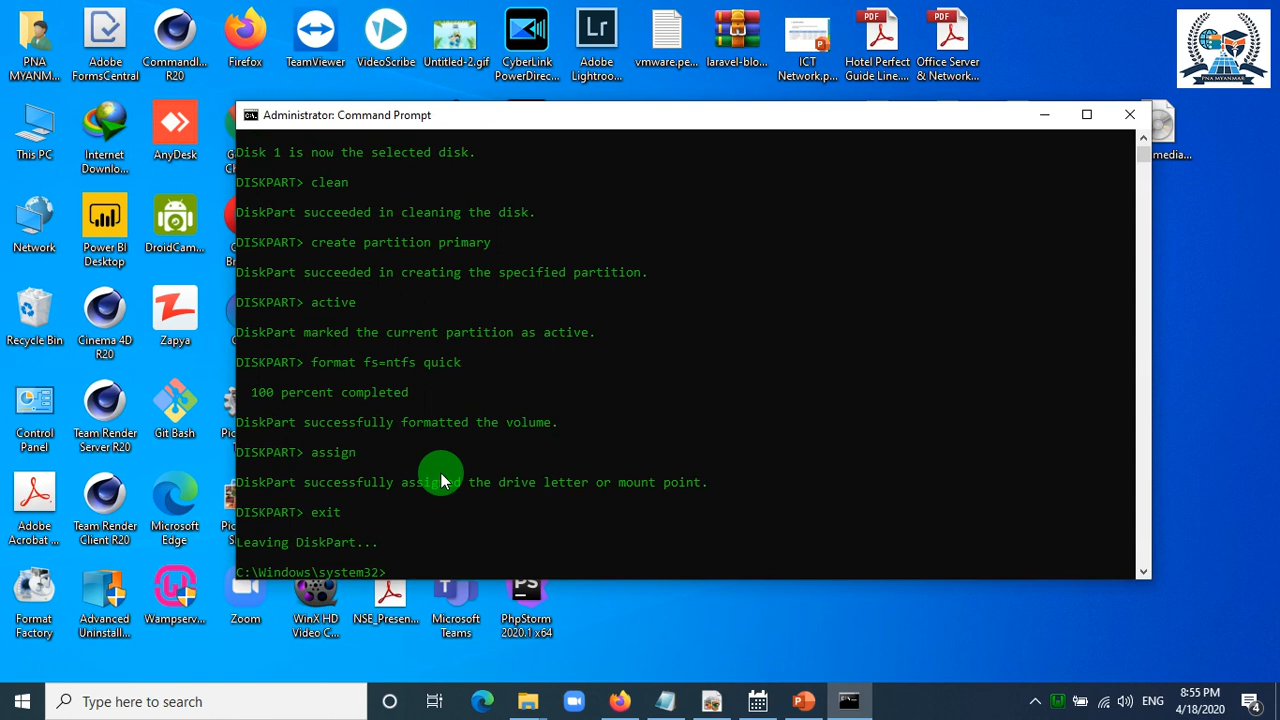 PNA
MYANM...
Adobe
FormsCentral
CommandL...
R20
Firefox
TeamViewer
VideoScribe
Untitled-2.gif
CyberLink
PowerDirec...
Lr
Adobe
Lightroo...
vmware.pe...
laravel-blo...
ICT
Network.p...
PDF
Hotel Perfect
Guide Line....
PDF
Office Server
& Network...
PNA MYANMAR
This PC
Internet
Downlo...
AnyDesk
media...
Network
Power BI
Desktop
DroidCam...
Recycle Bin
Cinema 4D
R20
Zapya
Control
Panel
Team Render
Server R20
Git Bash
Adobe
Acrobat ...
Team Render
Client R20
Microsoft
Edge
Format
Factory
Advanced
Uninstall...
Wampserv...
Zoom
WinX HD
Video C...
NSE_Presen...
Microsoft
Teams
PS
PhpStorm
2020.1 x64
Administrator: Command Prompt
Disk 1 is now the selected disk.
DISKPART> clean
DiskPart succeeded in cleaning the disk.
DISKPART> create partition primary
DiskPart succeeded in creating the specified partition.
DISKPART> active
DiskPart marked the current partition as active.
DISKPART> format fs=ntfs quick
100 percent completed
DiskPart successfully formatted the volume.
DISKPART> assign
DiskPart successfully assigned the drive letter or mount point.
DISKPART> exit
Leaving DiskPart...
C:\Windows\system32>
Type here to search
ENG
8:55 PM
4/18/2020
4